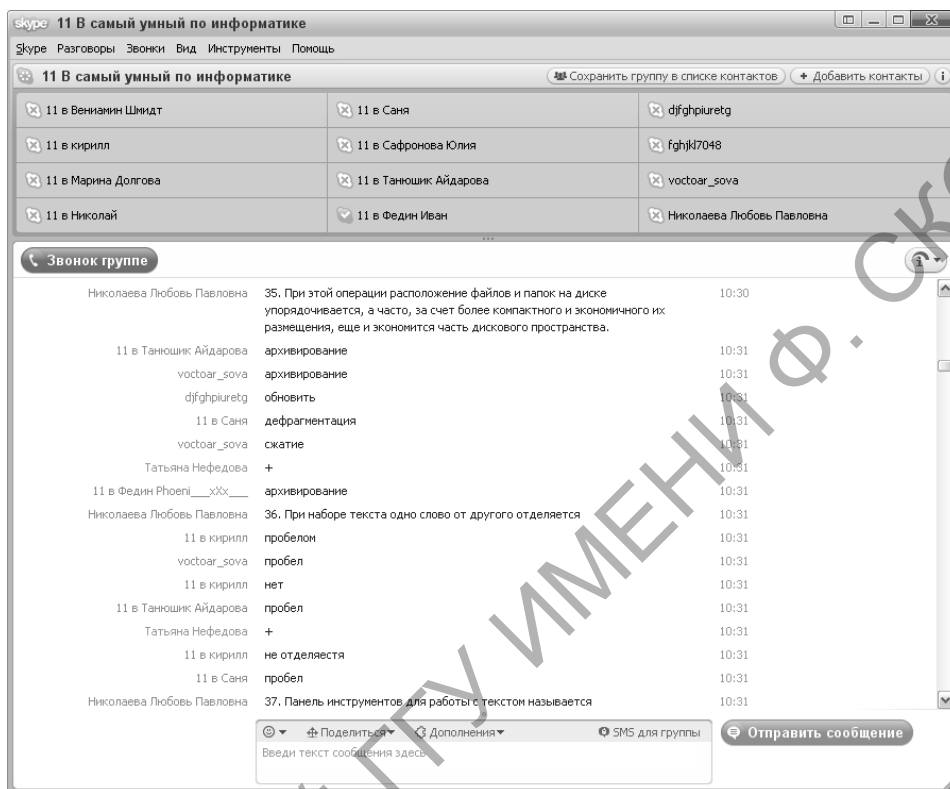 skype 11 В самый умный по информатике
Skype Разговоры Звонки Вид Инструменты Помощь
11 В самый умный по информатике Сохранить группу в списке контактов + Добавить контакты i
11 в Вениамин Шмидт 11 в Саня djfghpiuretg
11 в кирилл 11 в Сафронова Юлия fghjkl7048
11 в Марина Долгова 11 в Танюшик Айдарова voctoar_sova
11 в Николай 11 в Федин Иван Николаева Любовь Павловна
Звонок группе
Николаева Любовь Павловна 35. При этой операции расположение файлов и папок на диске 10:30
упорядочивается, а часто, за счет более компактного и экономичного их
размещения, еще и экономится часть дискового пространства.
11 в Танюшик Айдарова архивирование 10:31
voctoar_sova архивирование 10:31
djfghpiuretg обновить 10:31
11 в Саня дефрагментация 10:31
voctoar_sova сжатие 10:31
Татьяна Нефедова + 10:31
11 в Федин Phoeni___xXx___ архивирование 10:31
Николаева Любовь Павловна 36. При наборе текста одно слово от другого отделяется 10:31
11 в кирилл пробелом 10:31
voctoar_sova пробел 10:31
11 в кирилл нет 10:31
11 в Танюшик Айдарова пробел 10:31
Татьяна Нефедова + 10:31
11 в кирилл не отделяестя 10:31
11 в Саня пробел 10:31
Николаева Любовь Павловна 37. Панель инструментов для работы с текстом называется 10:31
Поделиться Дополнения SMS для группы Отправить сообщение
Введи текст сообщения здесь
ГГУ ИМЕНИ Ф. СКО